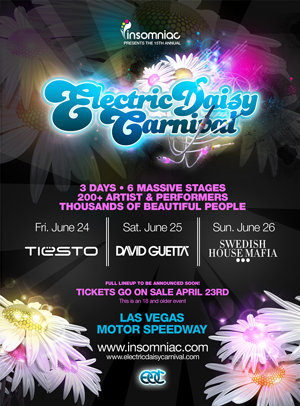 insomniac
PRESENTS THE 15TH ANNUAL
Electric Daisy
Carnival
3 DAYS • 6 MASSIVE STAGES
200+ ARTIST & PERFORMERS
THOUSANDS OF BEAUTIFUL PEOPLE
Fri. June 24
Sat. June 25
Sun. June 26
TIËSTO
DAVID GUETTA
SWEDISH
HOUSE MAFIA
FULL LINEUP TO BE ANNOUNCED SOON!
TICKETS GO ON SALE APRIL 23RD
This is an 18 and older event
LAS VEGAS
MOTOR SPEEDWAY
www.insomniac.com
www.electricdaisycarnival.com
edc